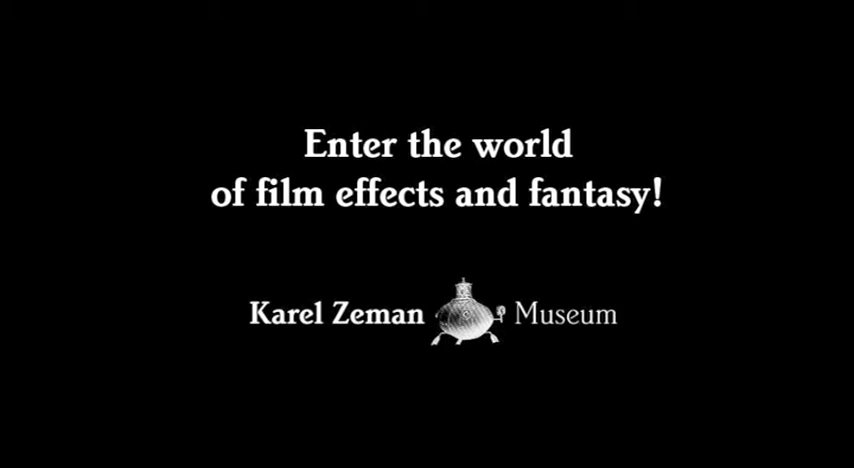 Enter the world
of film effects and fantasy!
Karel Zeman Museum